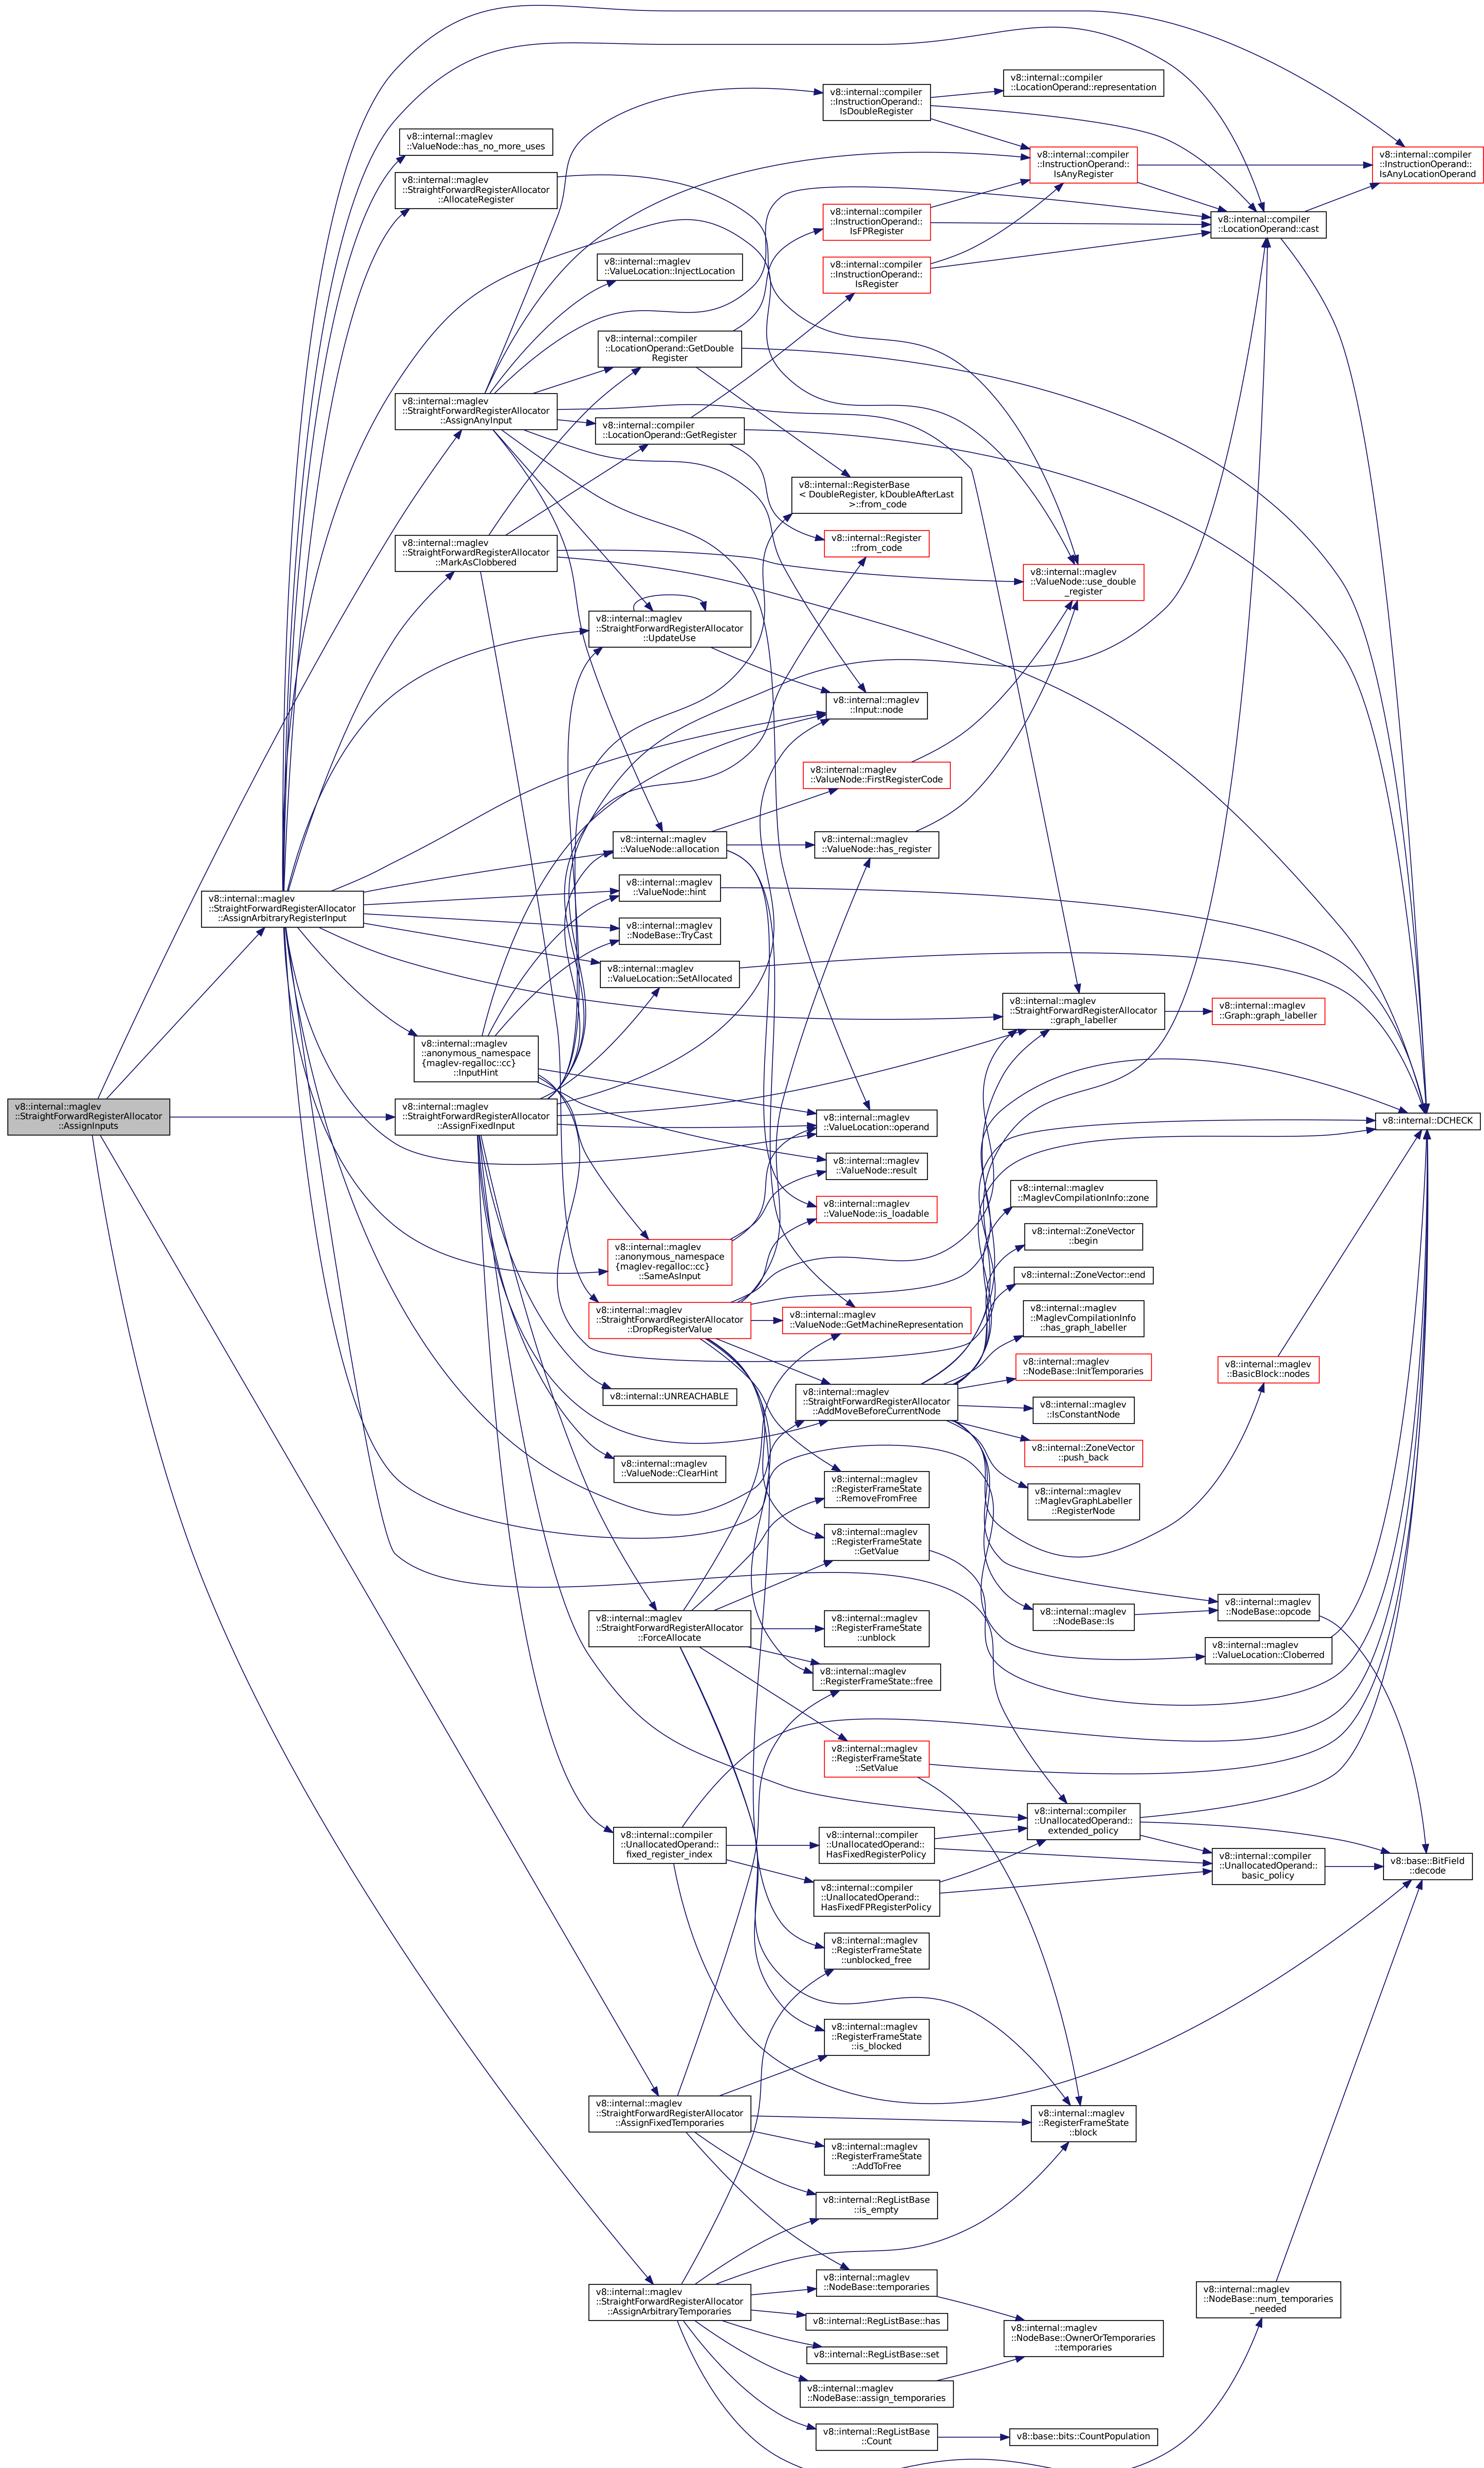 v8::internal::compiler
::LocationOperand::representation
v8::internal::compiler
::InstructionOperand::
IsDoubleRegister
v8::internal::maglev
::ValueNode::has_no_more_uses
v8::internal::compiler
::InstructionOperand::
IsAnyRegister
v8::internal::compiler
::InstructionOperand::
IsAnyLocationOperand
v8::internal::maglev
::StraightForwardRegisterAllocator
::AllocateRegister
v8::internal::compiler
::InstructionOperand::
IsFPRegister
v8::internal::compiler
::LocationOperand::cast
v8::internal::maglev
::ValueLocation::InjectLocation
v8::internal::compiler
::InstructionOperand::
IsRegister
v8::internal::compiler
::LocationOperand::GetDouble
Register
v8::internal::maglev
::StraightForwardRegisterAllocator
::AssignAnyInput
v8::internal::compiler
::LocationOperand::GetRegister
v8::internal::RegisterBase
< DoubleRegister, kDoubleAfterLast
>::from_code
v8::internal::Register
::from_code
v8::internal::maglev
::StraightForwardRegisterAllocator
::MarkAsClobbered
v8::internal::maglev
::ValueNode::use_double
_register
v8::internal::maglev
::StraightForwardRegisterAllocator
::UpdateUse
v8::internal::maglev
::Input::node
v8::internal::maglev
::ValueNode::FirstRegisterCode
v8::internal::maglev
::ValueNode::allocation
v8::internal::maglev
::ValueNode::has_register
v8::internal::maglev
::ValueNode::hint
v8::internal::maglev
::StraightForwardRegisterAllocator
::AssignArbitraryRegisterInput
v8::internal::maglev
::NodeBase::TryCast
v8::internal::maglev
::ValueLocation::SetAllocated
v8::internal::maglev
::StraightForwardRegisterAllocator
::graph_labeller
v8::internal::maglev
::Graph::graph_labeller
v8::internal::maglev
::anonymous_namespace
{maglev-regalloc::cc}
::InputHint
v8::internal::maglev
::StraightForwardRegisterAllocator
::AssignInputs
v8::internal::maglev
::StraightForwardRegisterAllocator
::AssignFixedInput
v8::internal::maglev
::ValueLocation::operand
v8::internal::DCHECK
v8::internal::maglev
::ValueNode::result
v8::internal::maglev
::MaglevCompilationInfo::zone
v8::internal::maglev
::ValueNode::is_loadable
v8::internal::ZoneVector
::begin
v8::internal::maglev
::anonymous_namespace
{maglev-regalloc::cc}
::SameAsInput
v8::internal::ZoneVector::end
v8::internal::maglev
::StraightForwardRegisterAllocator
::DropRegisterValue
v8::internal::maglev
::ValueNode::GetMachineRepresentation
v8::internal::maglev
::MaglevCompilationInfo
::has_graph_labeller
v8::internal::maglev
::NodeBase::InitTemporaries
v8::internal::maglev
::BasicBlock::nodes
v8::internal::UNREACHABLE
v8::internal::maglev
::StraightForwardRegisterAllocator
::AddMoveBeforeCurrentNode
v8::internal::maglev
::IsConstantNode
v8::internal::ZoneVector
::push_back
v8::internal::maglev
::ValueNode::ClearHint
v8::internal::maglev
::RegisterFrameState
::RemoveFromFree
v8::internal::maglev
::MaglevGraphLabeller
::RegisterNode
v8::internal::maglev
::RegisterFrameState
::GetValue
v8::internal::maglev
::NodeBase::opcode
v8::internal::maglev
::NodeBase::Is
v8::internal::maglev
::StraightForwardRegisterAllocator
::ForceAllocate
v8::internal::maglev
::RegisterFrameState
::unblock
v8::internal::maglev
::ValueLocation::Cloberred
v8::internal::maglev
::RegisterFrameState::free
v8::internal::maglev
::RegisterFrameState
::SetValue
v8::internal::compiler
::UnallocatedOperand::
extended_policy
v8::internal::compiler
::UnallocatedOperand::
fixed_register_index
v8::internal::compiler
::UnallocatedOperand::
HasFixedRegisterPolicy
v8::internal::compiler
::UnallocatedOperand::
basic_policy
v8::base::BitField
::decode
v8::internal::compiler
::UnallocatedOperand::
HasFixedFPRegisterPolicy
v8::internal::maglev
::RegisterFrameState
::unblocked_free
v8::internal::maglev
::RegisterFrameState
::is_blocked
v8::internal::maglev
::StraightForwardRegisterAllocator
::AssignFixedTemporaries
v8::internal::maglev
::RegisterFrameState
::block
v8::internal::maglev
::RegisterFrameState
::AddToFree
v8::internal::RegListBase
::is_empty
v8::internal::maglev
::NodeBase::temporaries
v8::internal::maglev
::StraightForwardRegisterAllocator
::AssignArbitraryTemporaries
v8::internal::maglev
::NodeBase::num_temporaries
_needed
v8::internal::RegListBase::has
v8::internal::maglev
::NodeBase::OwnerOrTemporaries
::temporaries
v8::internal::RegListBase::set
v8::internal::maglev
::NodeBase::assign_temporaries
v8::internal::RegListBase
::Count
v8::base::bits::CountPopulation